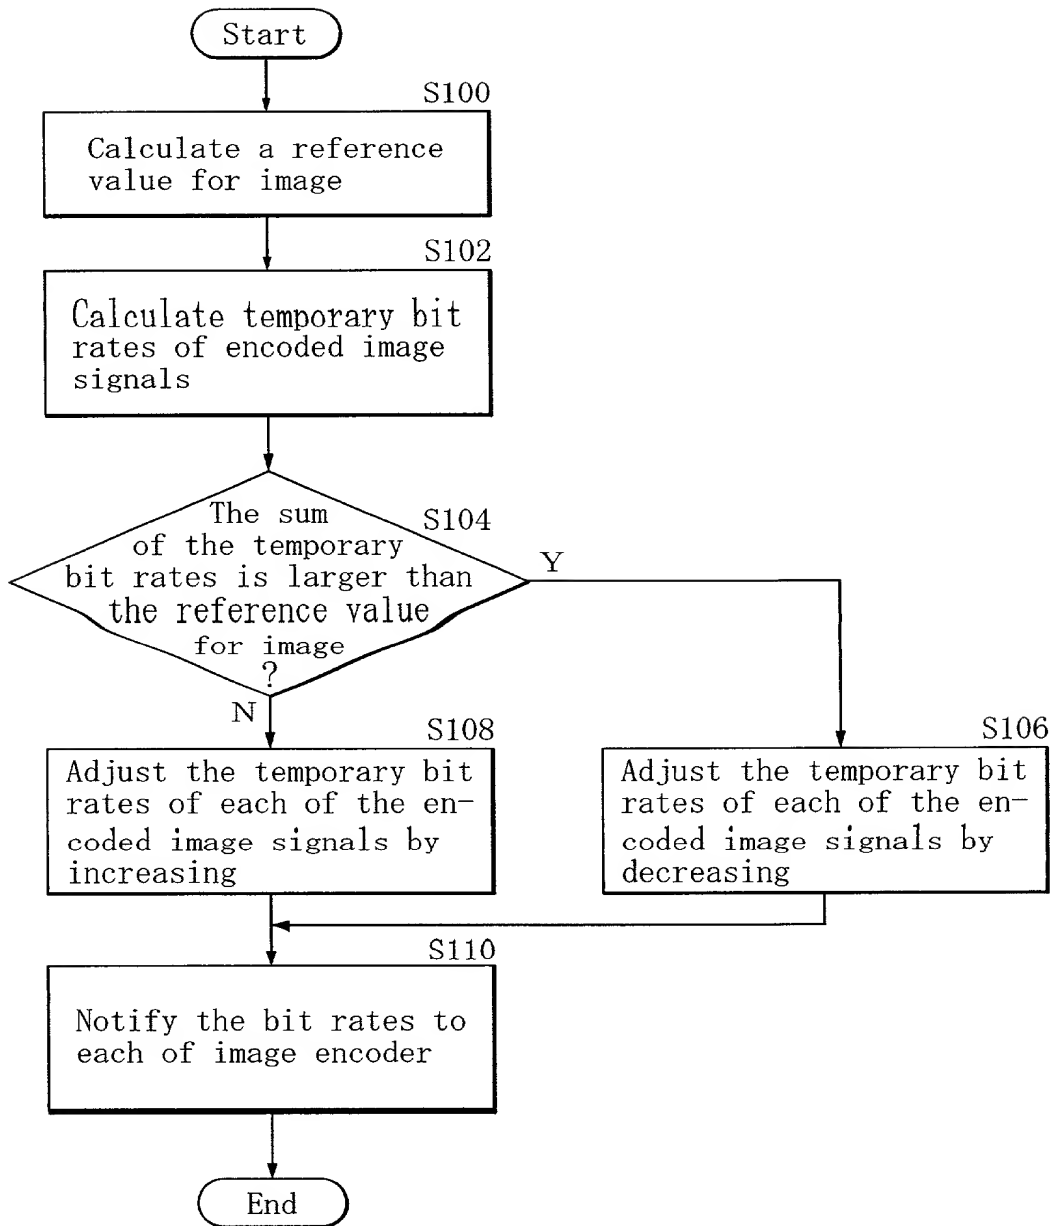 Start
S100
Calculate a reference
value for image
S102
Calculate temporary bit
rates of encoded image
signals
S104
The sum
of the temporary
bit rates is larger than
the reference value
for image
?
Y
N
S108
Adjust the temporary bit
rates of each of the en-
coded image signals by
increasing
S106
Adjust the temporary bit
rates of each of the en-
coded image signals by
decreasing
S110
Notify the bit rates to
each of image encoder
End